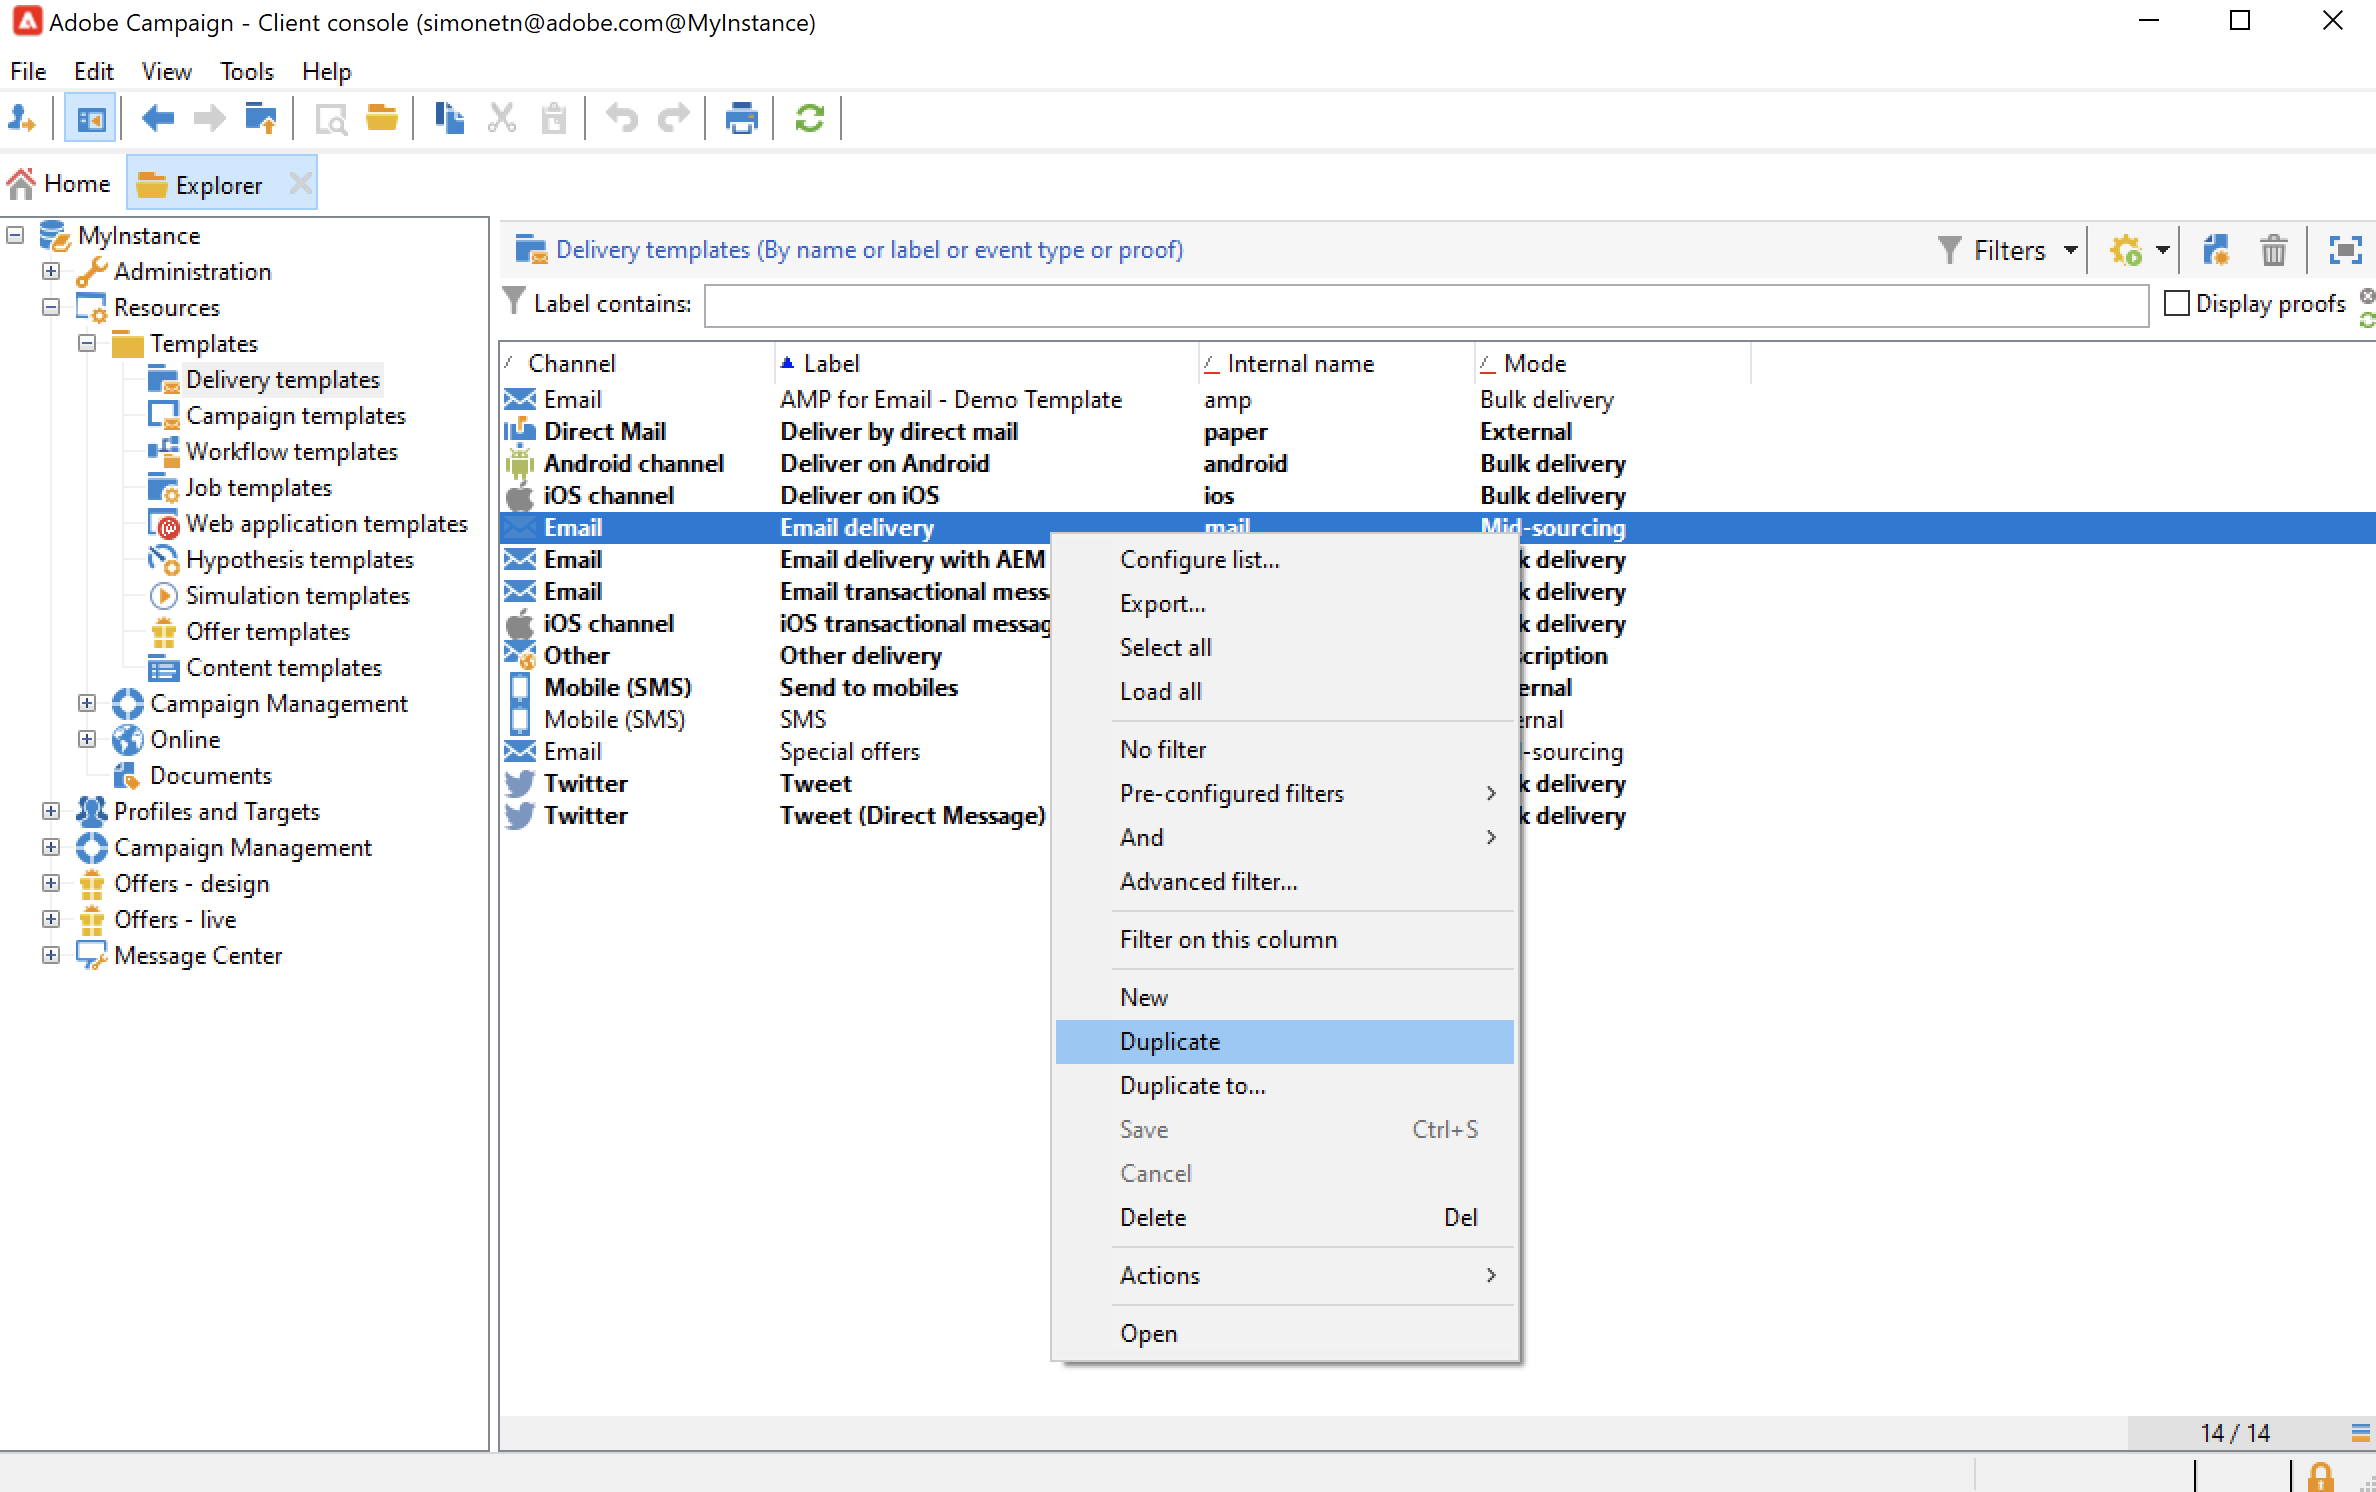 Adobe Campaign - Client console (simonetn@adobe.com@MyInstance)
File Edit View Tools Help
Home Explorer
MyInstance
Administration
Resources
Templates
Delivery templates
Campaign templates
Workflow templates
Job templates
Web application templates
Hypothesis templates
Simulation templates
Offer templates
Content templates
Campaign Management
Online
Documents
Profiles and Targets
Campaign Management
Offers - design
Offers - live
Message Center
Delivery templates (By name or label or event type or proof) Filters
Label contains: Display proofs
Channel Label Internal name Mode
Email AMP for Email - Demo Template amp Bulk delivery
Direct Mail Deliver by direct mail paper External
Android channel Deliver on Android android Bulk delivery
iOS channel Deliver on iOS ios Bulk delivery
Email Email delivery mail Mid-sourcing
Email Email delivery with AEM delivery
Email Email transactional delivery
iOS channel iOS transactional delivery
Other Other delivery
Mobile (SMS) Send to mobiles
Mobile (SMS) SMS
Email Special offers -sourcing
Twitter Tweet delivery
Twitter Tweet (Direct Message) delivery
Configure list...
Export...
Select all
Load all
No filter
Pre-configured filters
And
Advanced filter...
Filter on this column
New
Duplicate
Duplicate to...
Save Ctrl+S
Cancel
Delete Del
Actions
Open
14 / 14